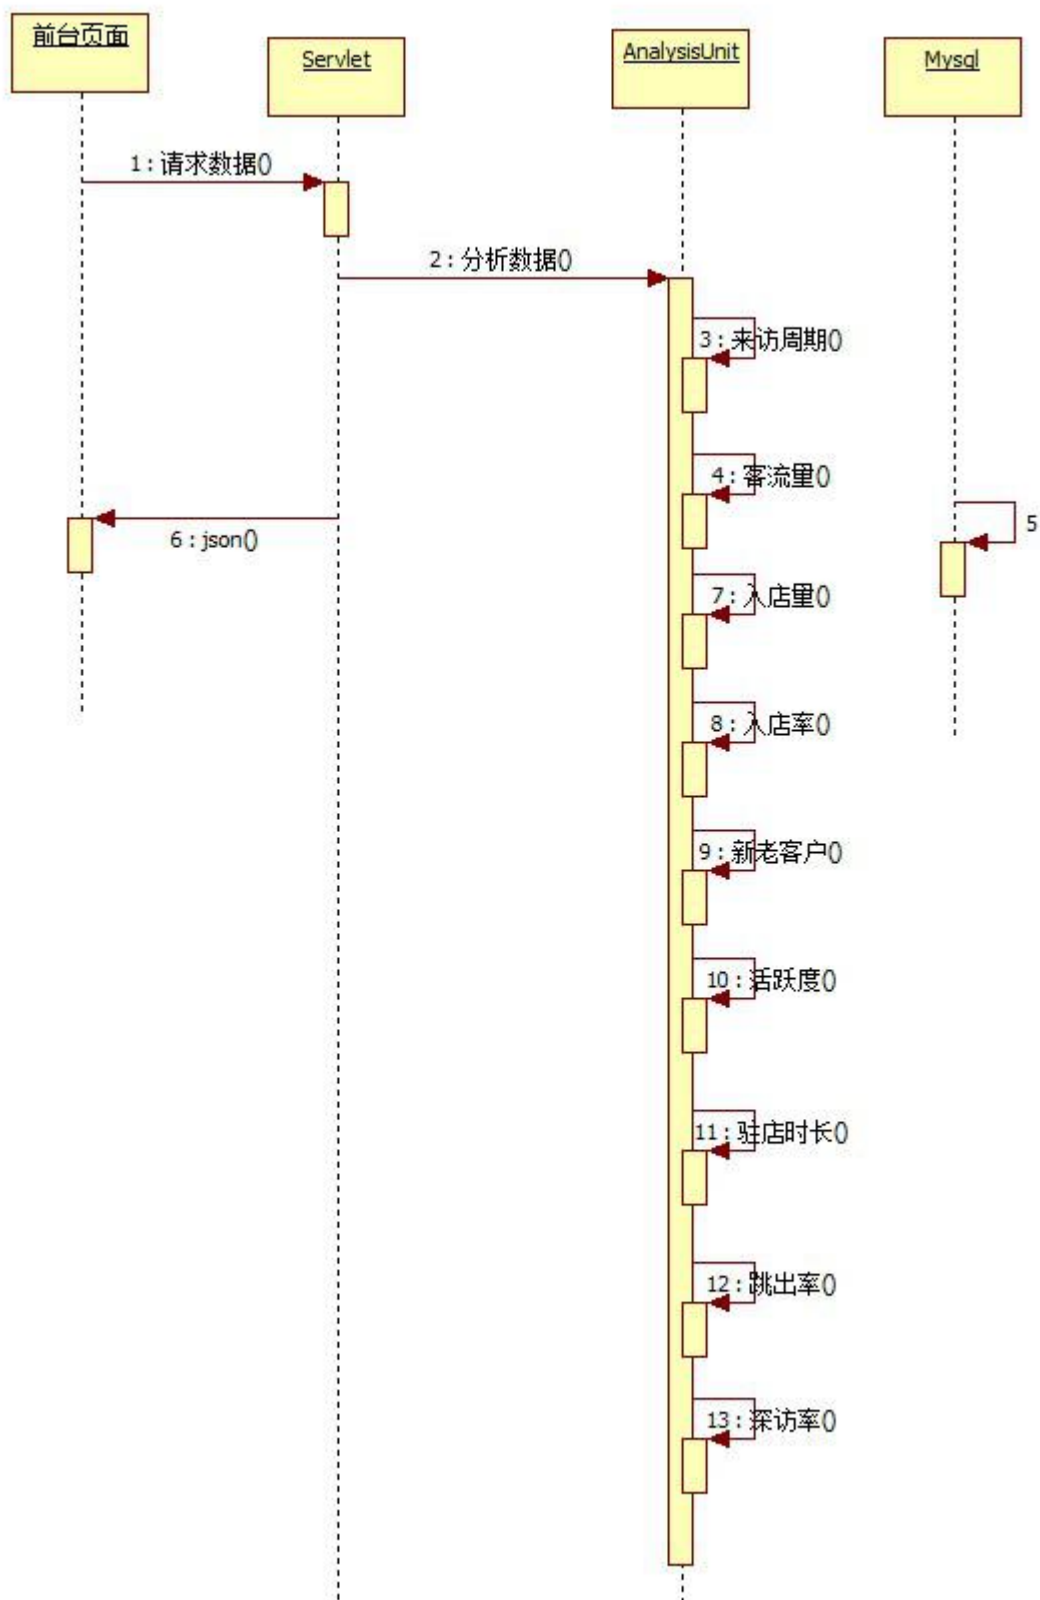 前台页面
Servlet
AnalysisUnit
Mysql
1 : 请求数据()
2 : 分析数据()
3 : 来访周期()
4 : 客流量()
5
6 : json()
7 : 入店量()
8 : 入店率()
9 : 新老客户()
10 : 活跃度()
11 : 驻店时长()
12 : 跳出率()
13 : 深访率()